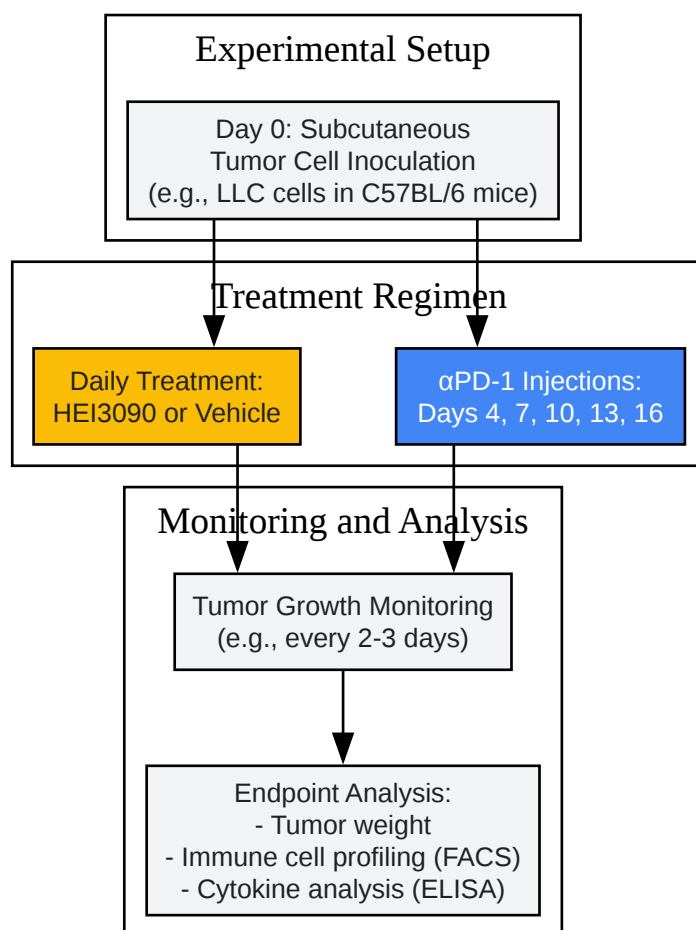 Experimental Setup
Day 0: Subcutaneous
Tumor Cell Inoculation
(e.g., LLC cells in C57BL/6 mice)
Treatment Regimen
Daily Treatment:
HEI3090 or Vehicle
αPD-1 Injections:
Days 4, 7, 10, 13, 16
Monitoring and Analysis
Tumor Growth Monitoring
(e.g., every 2-3 days)
Endpoint Analysis:
- Tumor weight
- Immune cell profiling (FACS)
- Cytokine analysis (ELISA)